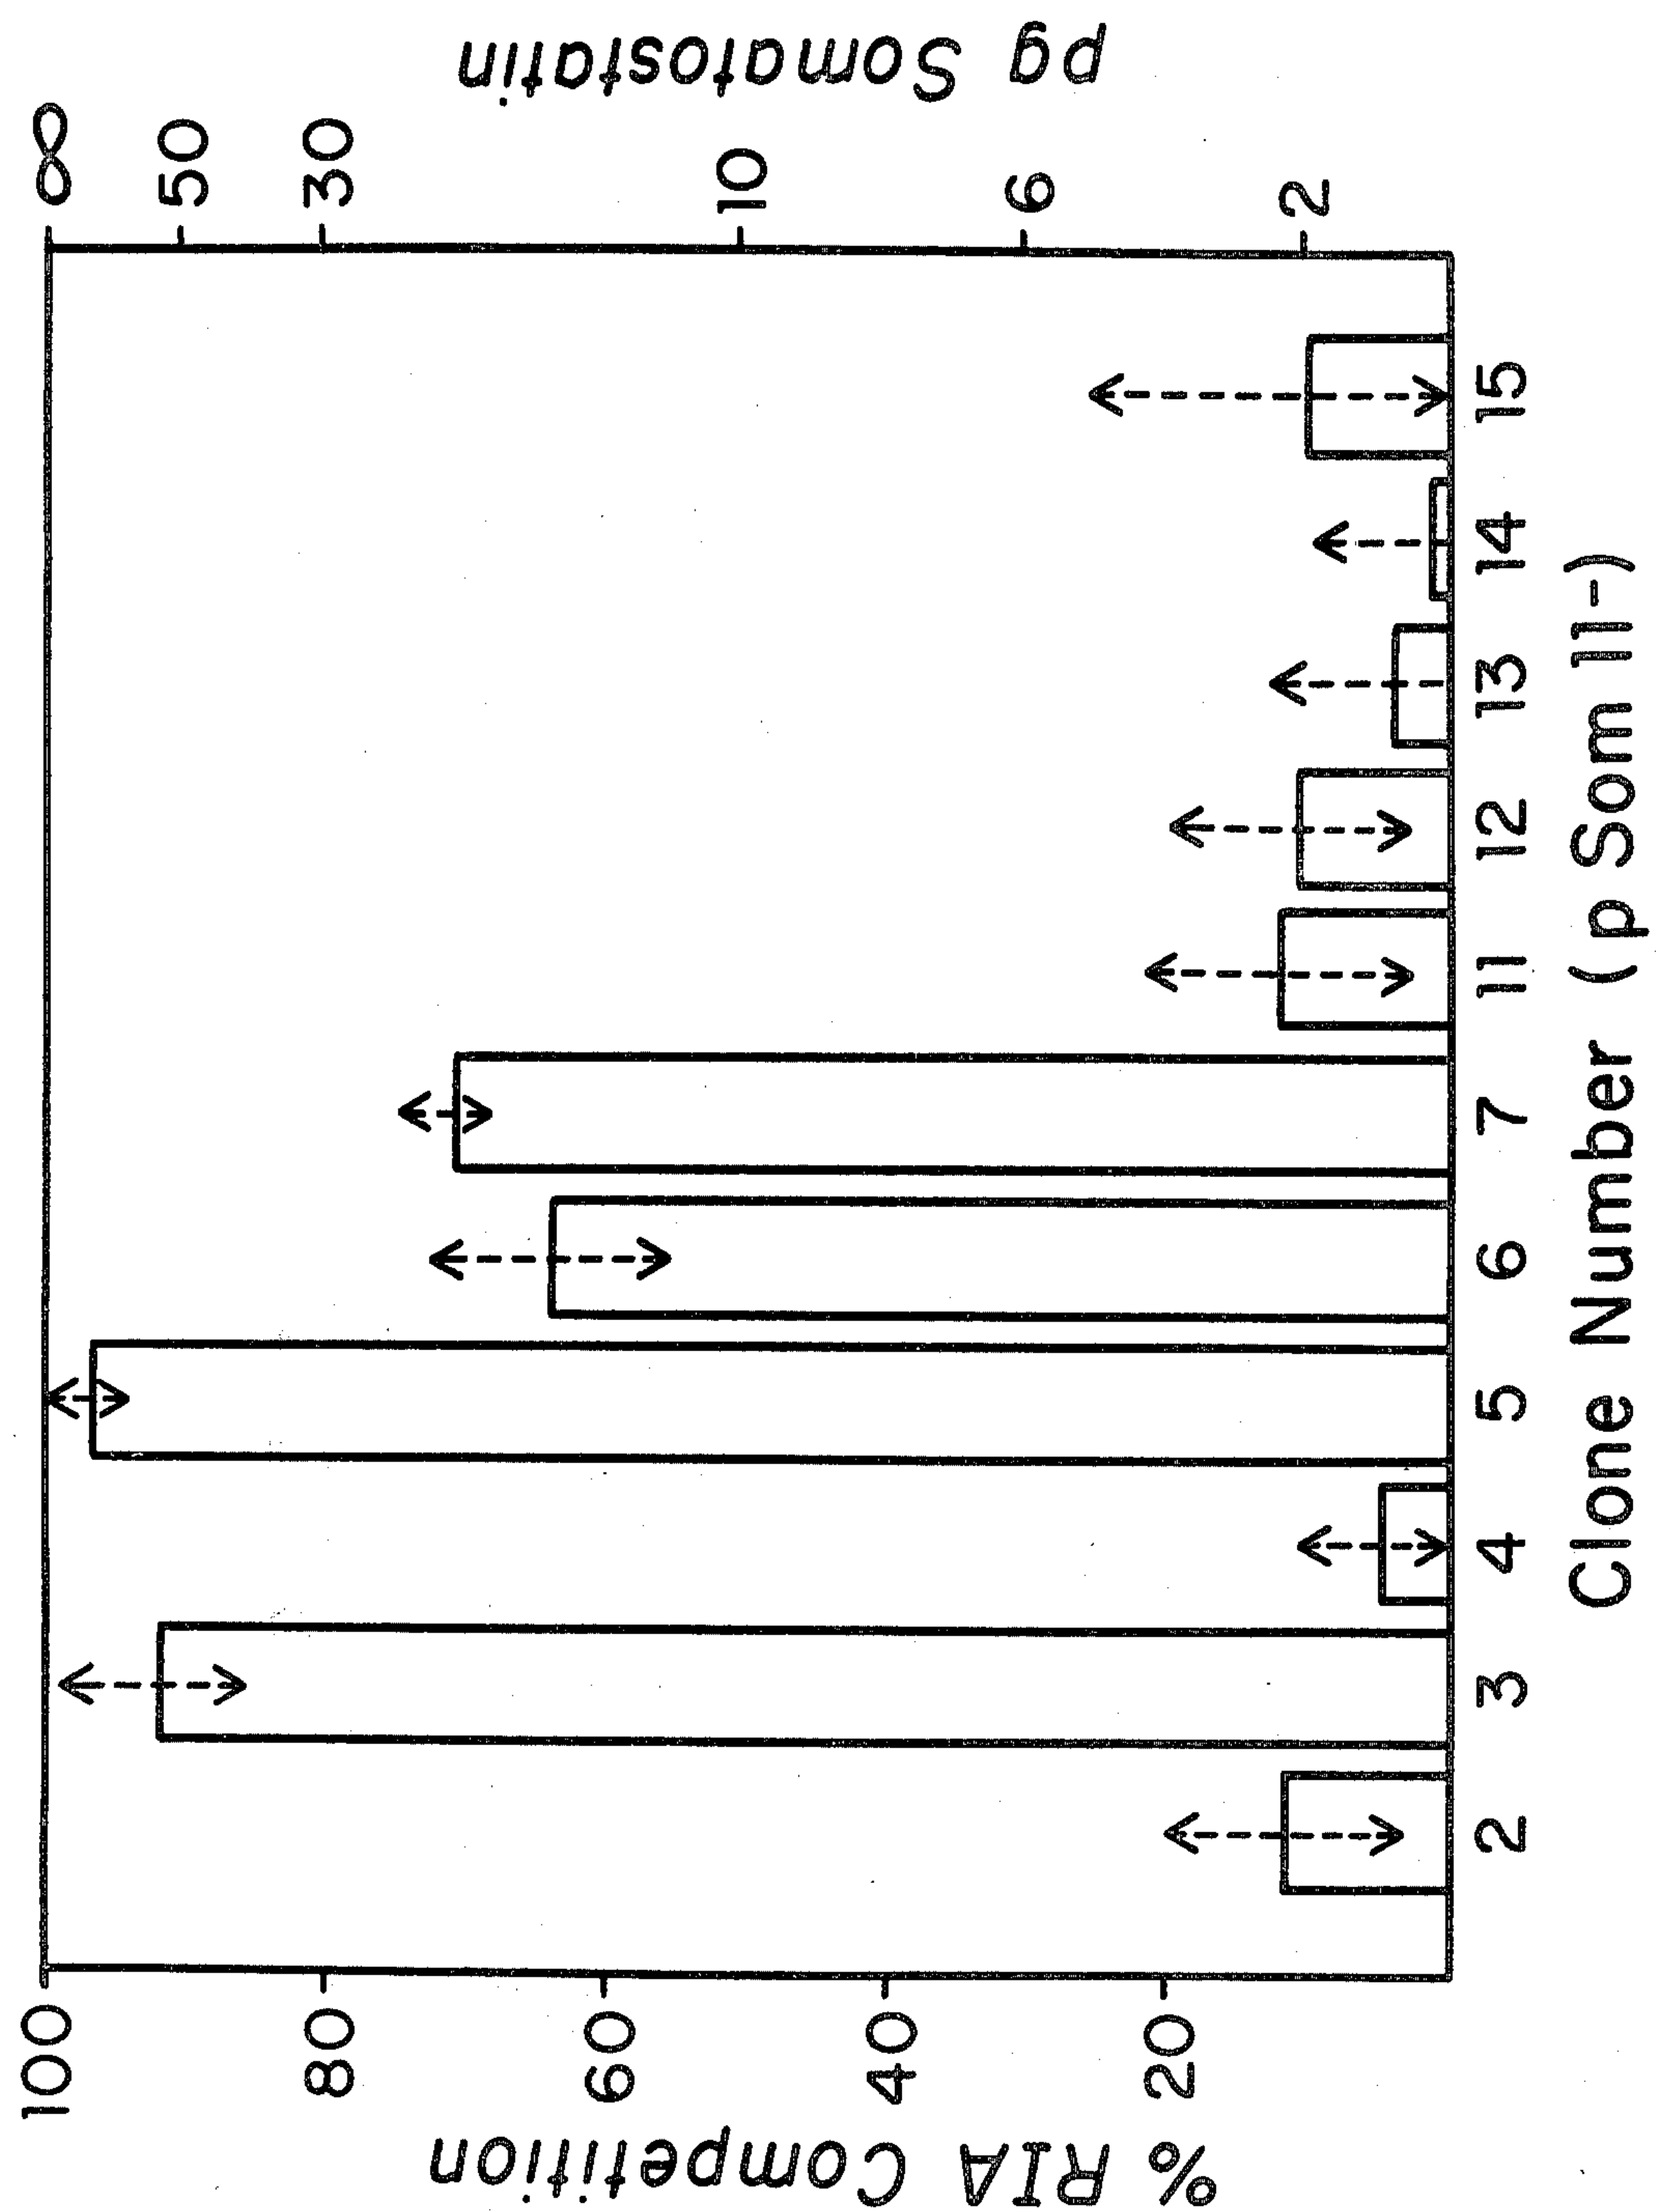 % RIA Competition
100
80
60
40
20
pg Somatostatin
∞
50
30
10
6
2
2 3 4 5 6 7 11 12 13 14 15
Clone Number (p Som 11-)